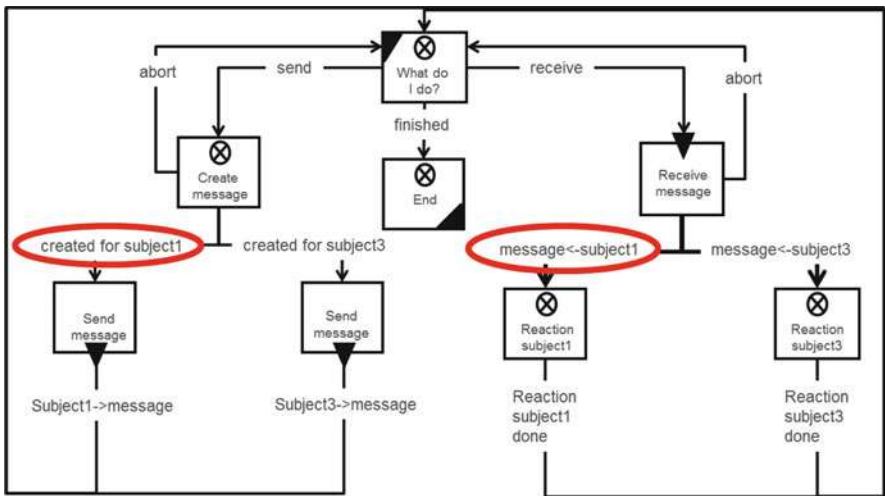 What do
I do?
abort
send
receive
abort
finished
Create
message
End
Receive
message
created for subject1
created for subject3
message<-subject1
message<-subject3
Send
message
Send
message
Reaction
subject1
Reaction
subject3
Subject1->message
Subject3->message
Reaction
subject1
done
Reaction
subject3
done